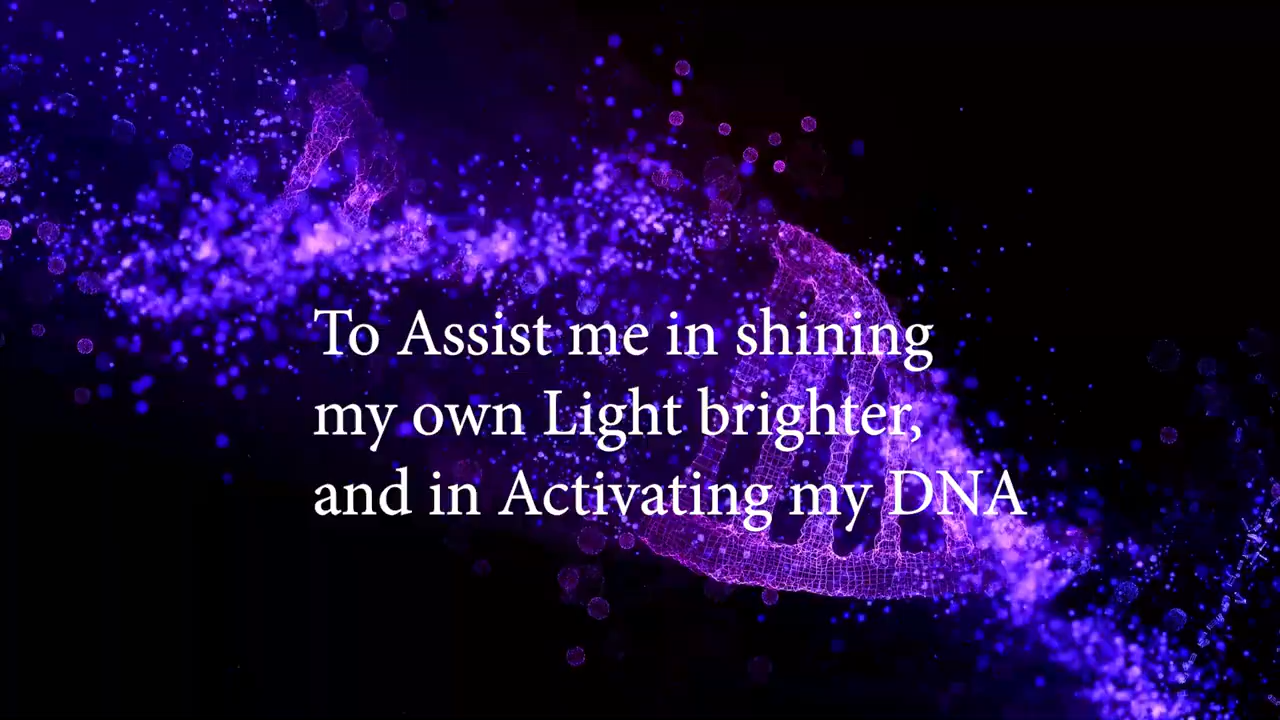 To Assist me in shining
my own Light brighter,
and in Activating my DNA